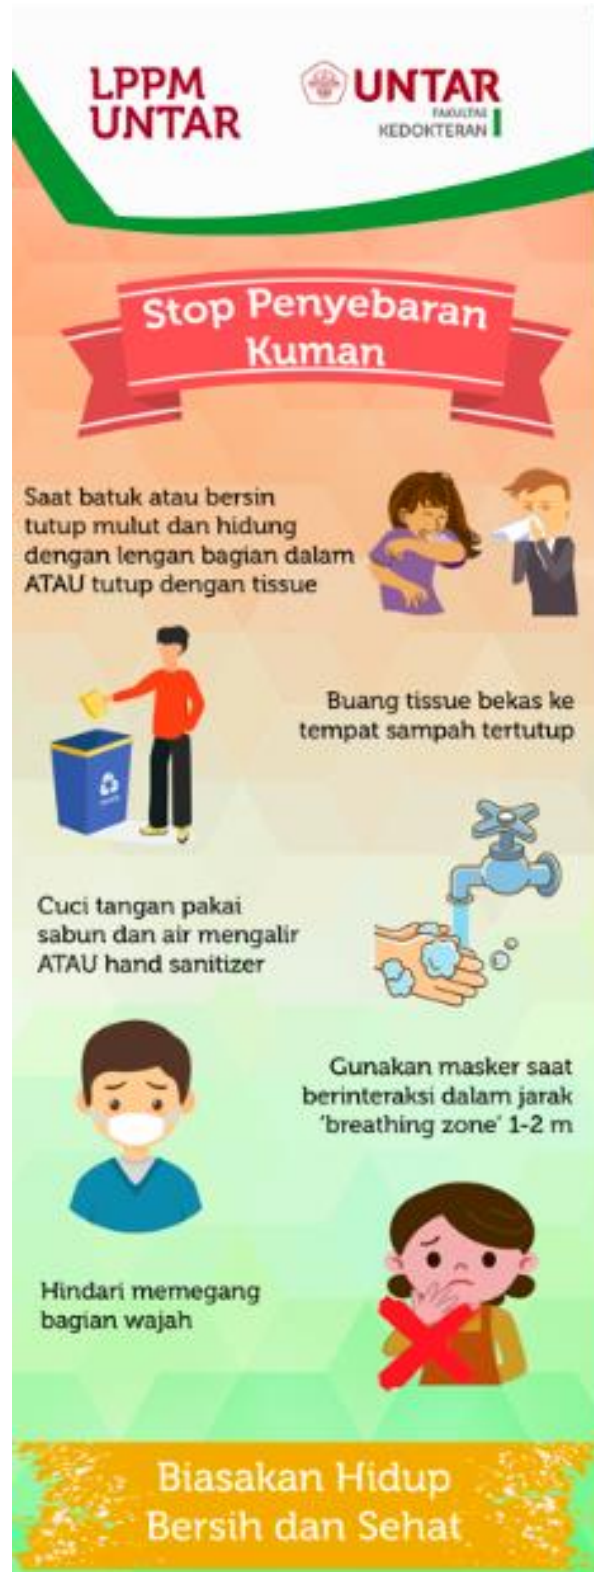 LPPM
UNTAR
UNTAR
FAKULTAS
KEDOKTERAN
Stop Penyebaran
Kuman
Saat batuk atau bersin
tutup mulut dan hidung
dengan lengan bagian dalam
ATAU tutup dengan tissue
Buang tissue bekas ke
tempat sampah tertutup
Cuci tangan pakai
sabun dan air mengalir
ATAU hand sanitizer
Gunakan masker saat
berinteraksi dalam jarak
'breathing zone' 1-2 m
Hindari memegang
bagian wajah
Biasakan Hidup
Bersih dan Sehat